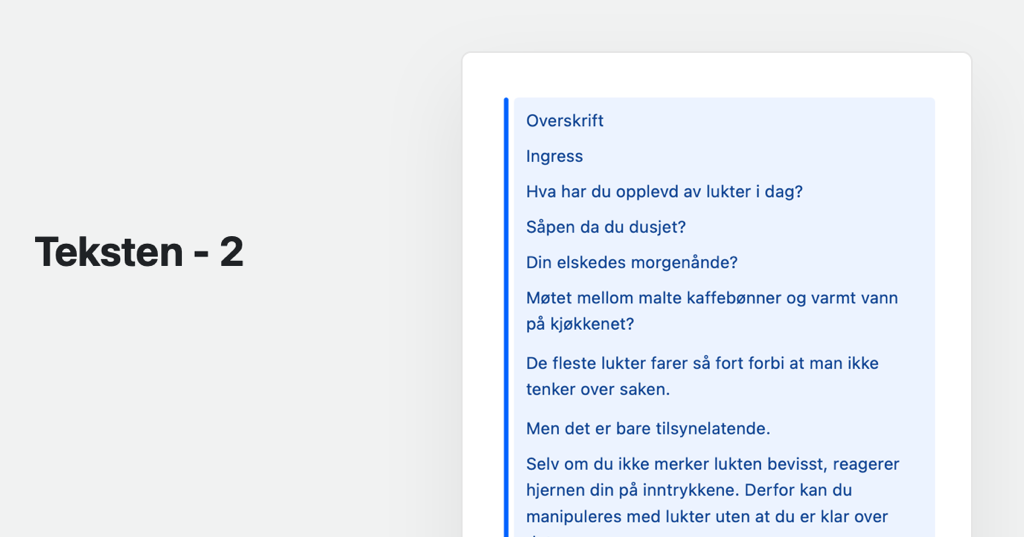 Teksten - 2
Overskrift
Ingress
Hva har du opplevd av lukter i dag?
Såpen da du dusjet?
Din elskedes morgenånde?
Møtet mellom malte kaffebønner og varmt vann
på kjøkkenet?
De fleste lukter farer så fort forbi at man ikke
tenker over saken.
Men det er bare tilsynelatende.
Selv om du ikke merker lukten bevisst, reagerer
hjernen din på inntrykkene. Derfor kan du
manipuleres med lukter uten at du er klar over